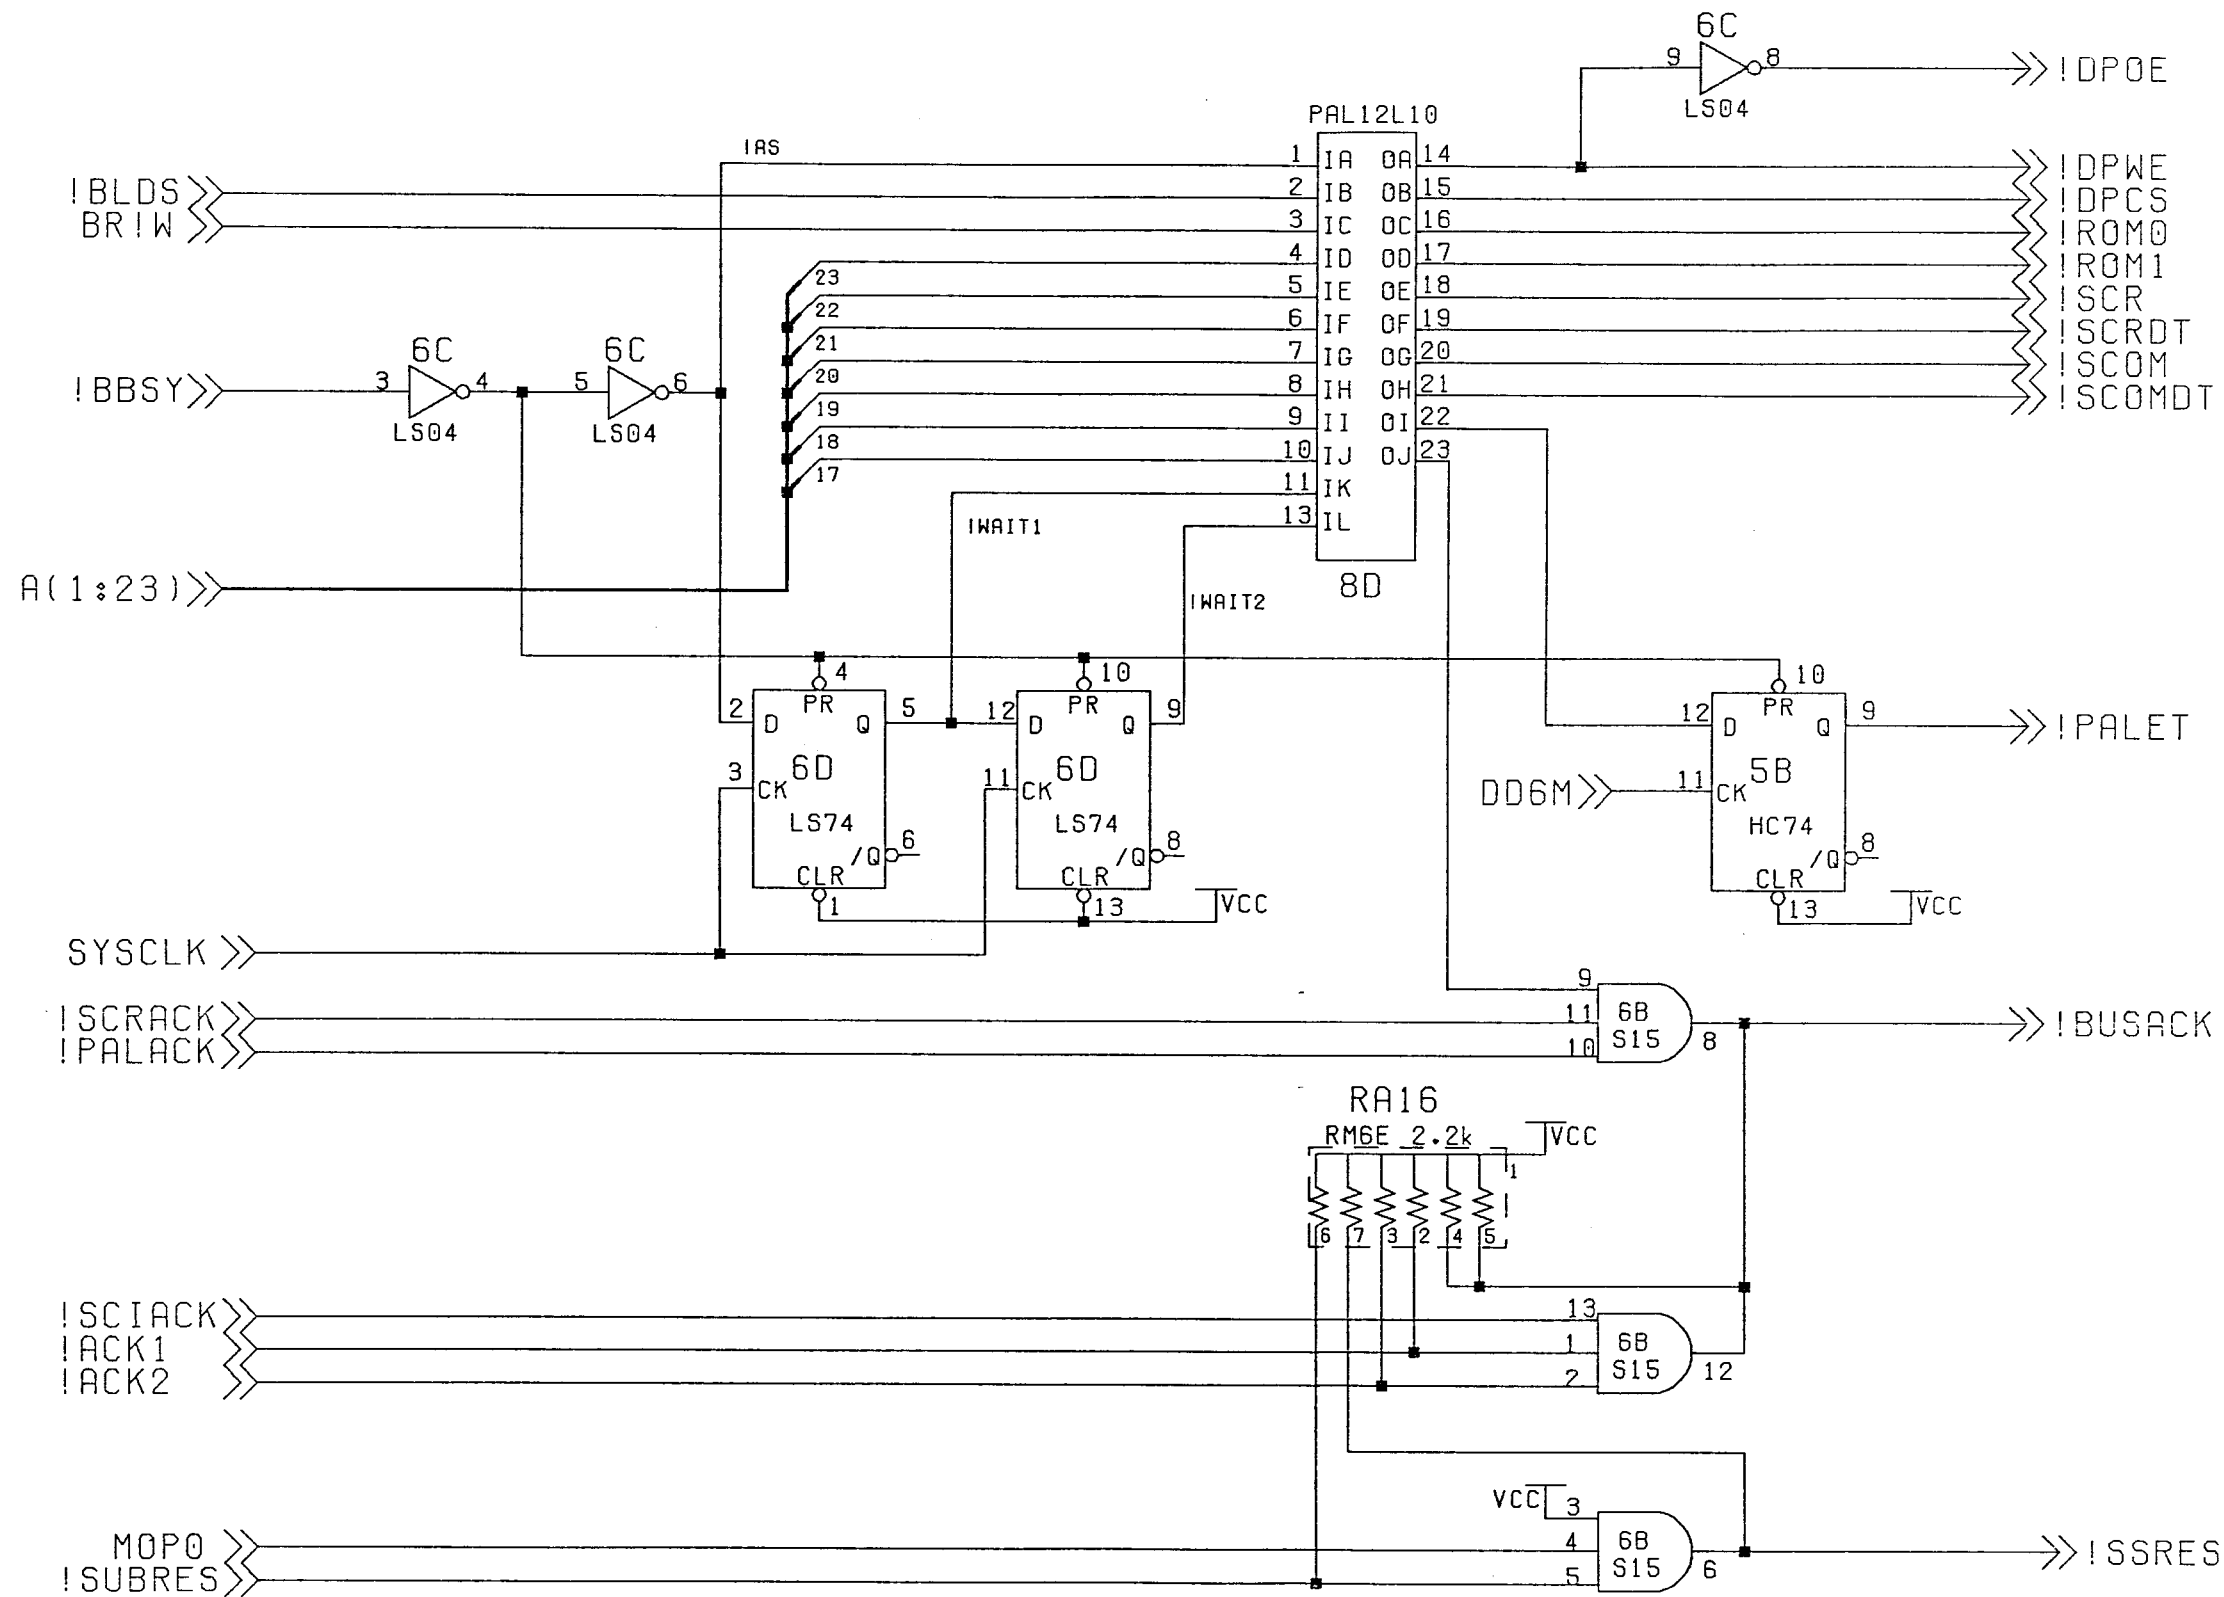 6C
9 8 !DPOE
LS04
PAL12L10
!AS 1 IA OA 14 !DPWE
!BLDS 2 IB OB 15 !DPCS
BR!W 3 IC OC 16 !ROM0
4 ID OD 17 !ROM1
23 5 IE OE 18 !SCR
22 6 IF OF 19 !SCRDT
21 7 IG OG 20 !SCOM
20 8 IH OH 21 !SCOMDT
19 9 II OI 22
18 10 IJ OJ 23
17 11 IK
13 IL
6C 6C
!BBSY 3 4 5 6
LS04 LS04
!WAIT1
8D
A(1:23)
!WAIT2
4 10 10
PR PR PR
2 D Q 5 12 D Q 9 12 D Q 9 !PALET
6D 6D 5B
3 CK 11 CK DD6M 11 CK
LS74 LS74 HC74
/Q 6 /Q 8 /Q 8
CLR CLR CLR
1 13 VCC 13 VCC
SYSCLK
9
!SCRACK 11 6B !BUSACK
!PALACK 10 S15 8
RA16
RM6E 2.2k VCC
1
6 7 3 2 4 5
!SCIACK 13
!ACK1 1 6B
!ACK2 2 S15 12
VCC 3
MOP0 4 6B !SSRES
!SUBRES 5 S15 6